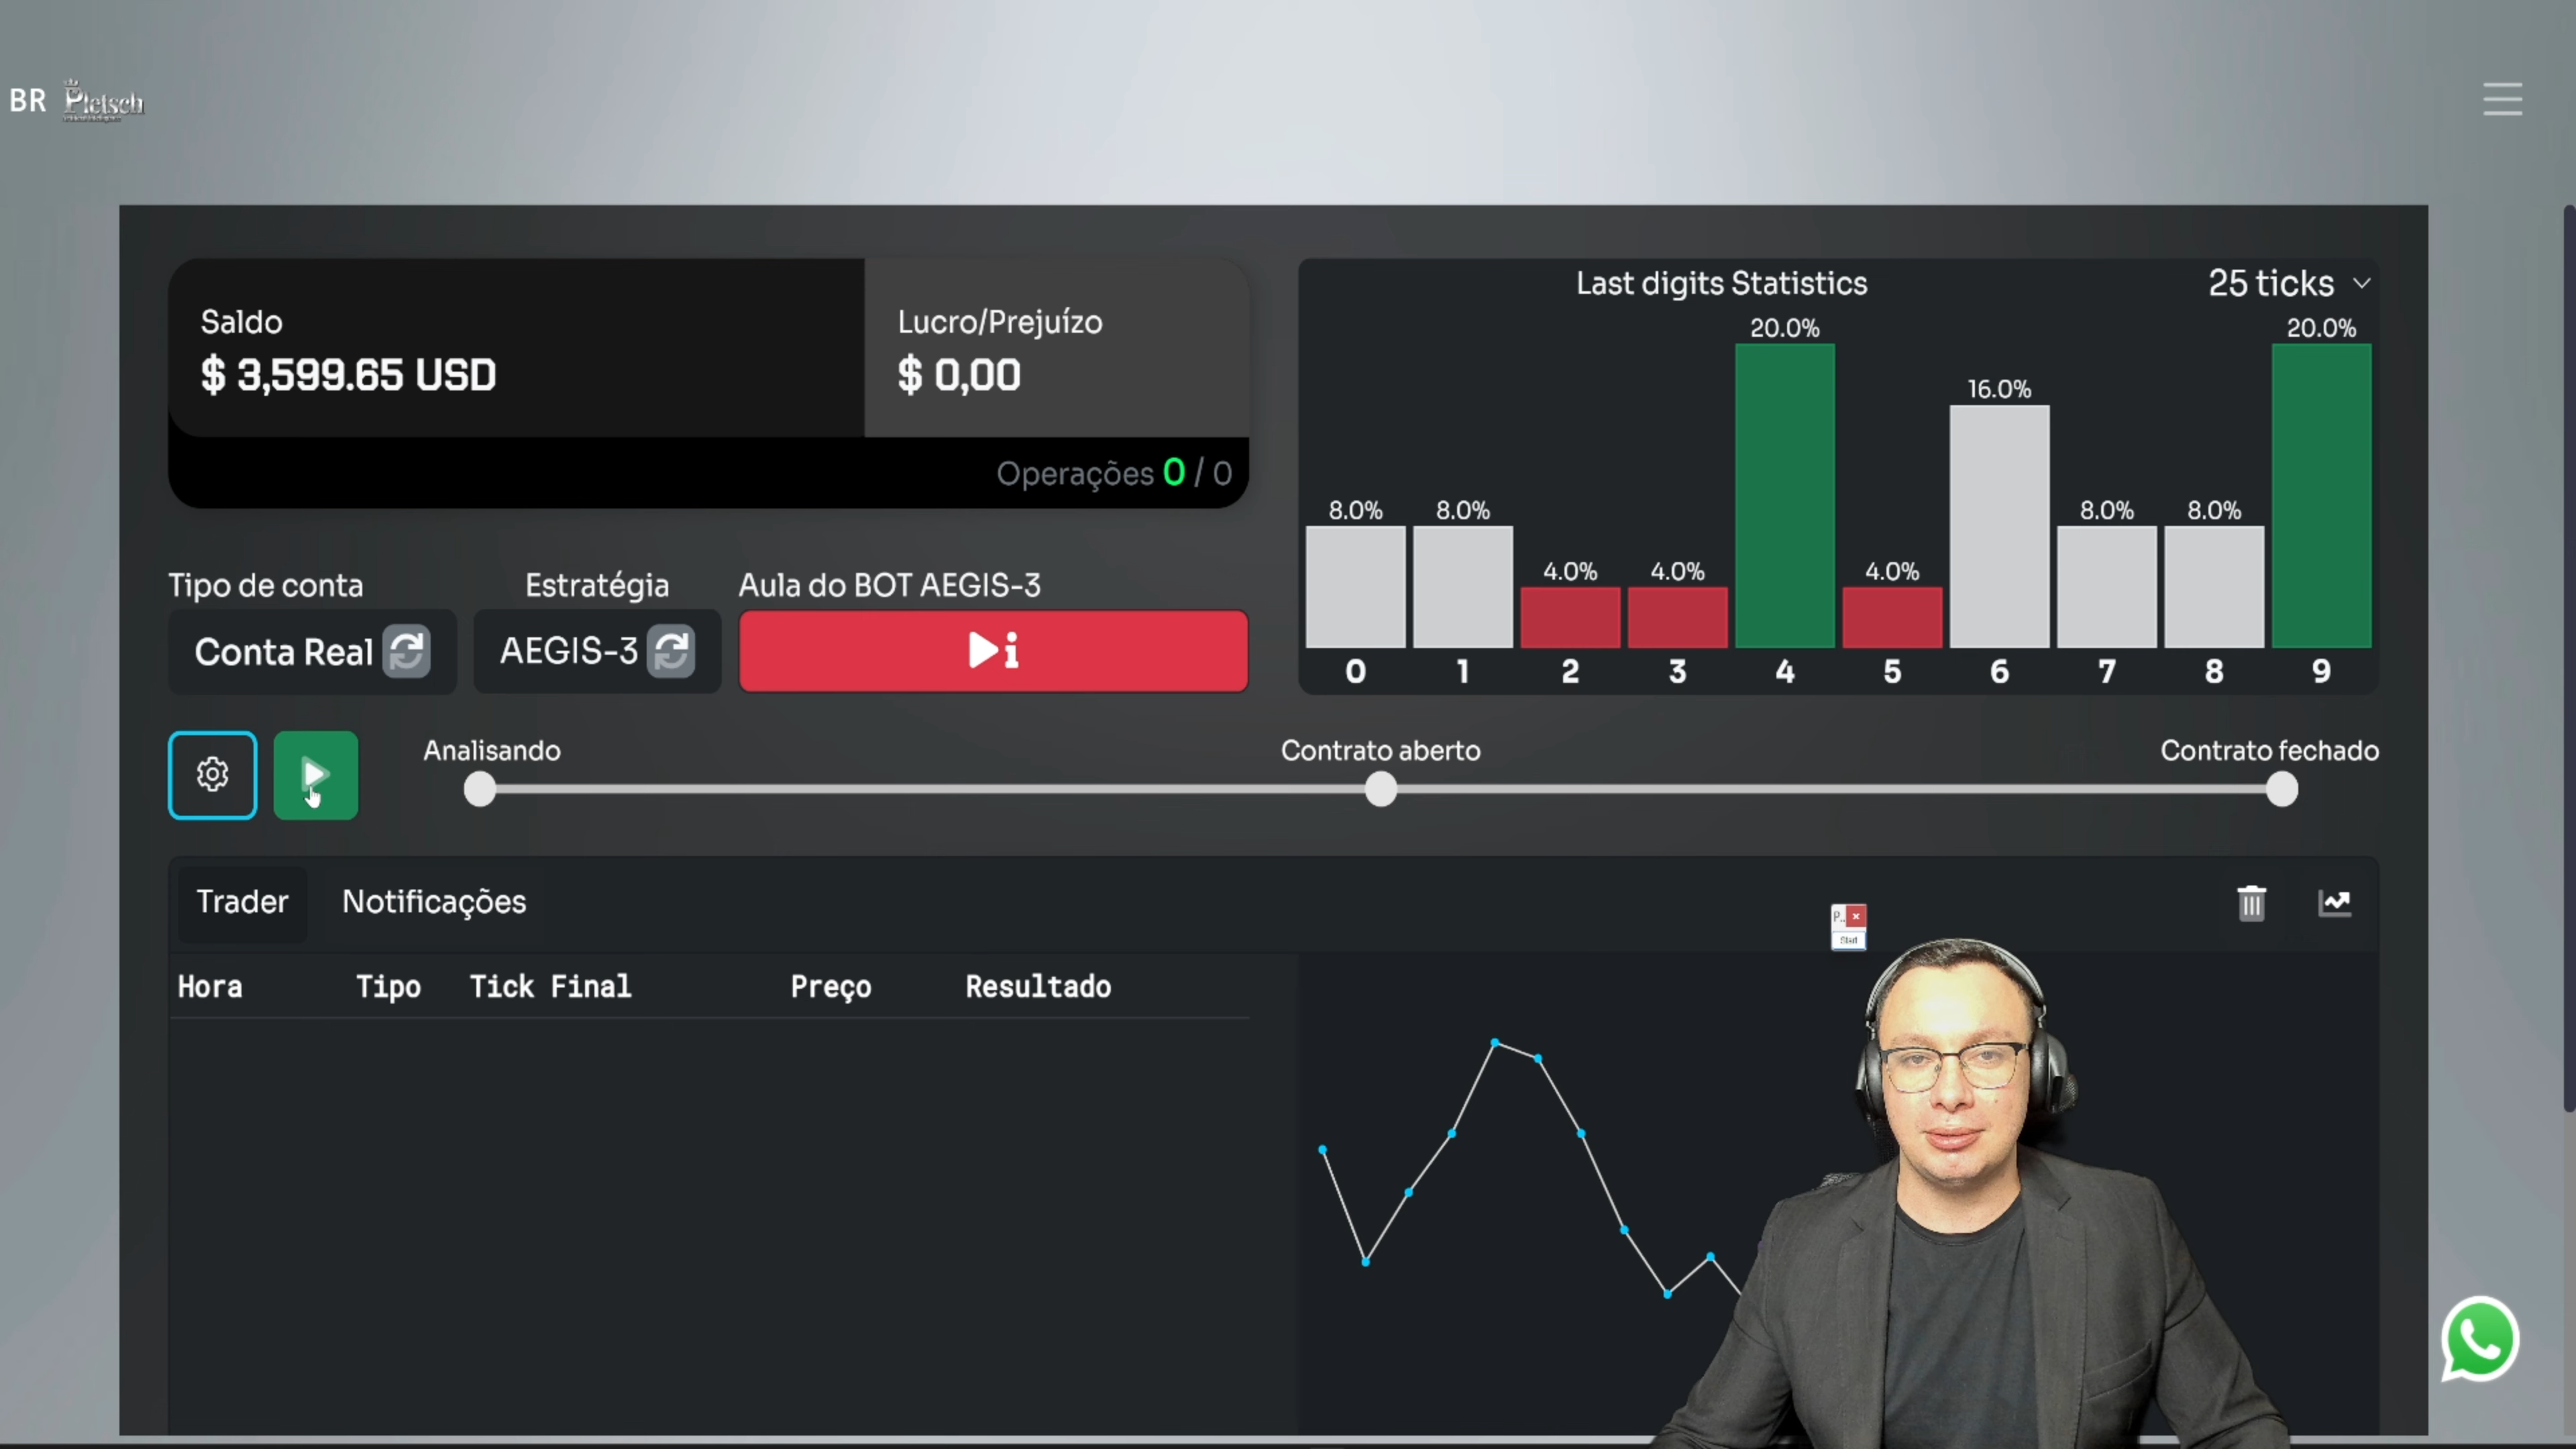 BR Pletsch
Saldo
$ 3,599.65 USD
Lucro/Prejuízo
$ 0,00
Operações 0 / 0
Last digits Statistics
25 ticks
8.0% 8.0% 4.0% 4.0% 20.0% 4.0% 16.0% 8.0% 8.0% 20.0%
0 1 2 3 4 5 6 7 8 9
Tipo de conta
Conta Real
Estratégia
AEGIS-3
Aula do BOT AEGIS-3
Analisando
Contrato aberto
Contrato fechado
Trader Notificações
P..
Start
Hora Tipo Tick Final Preço Resultado